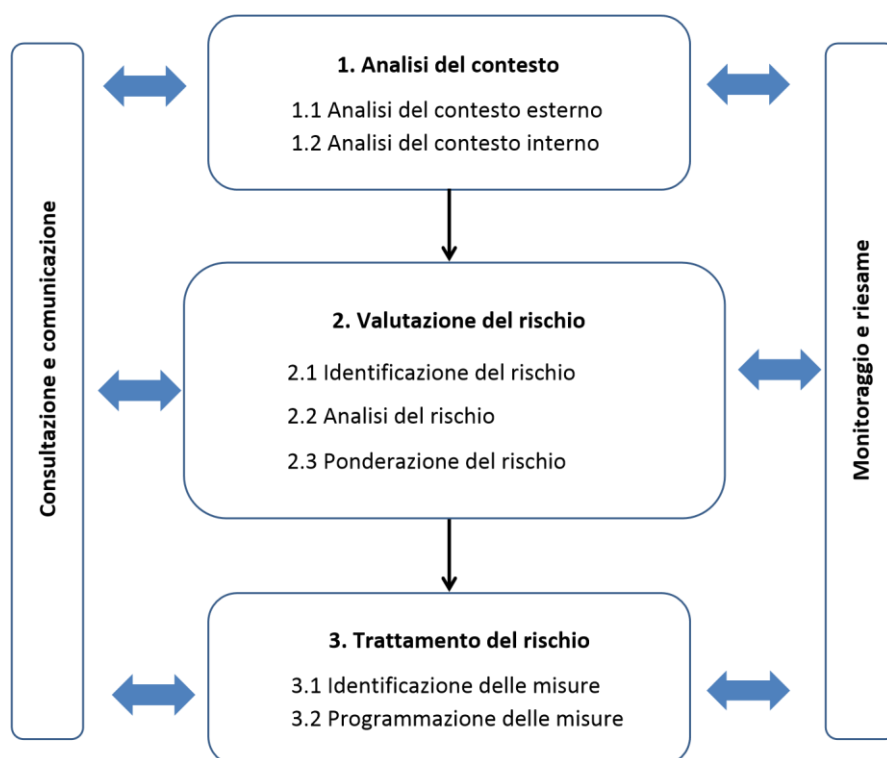 Consultazione e comunicazione
1. Analisi del contesto
1.1 Analisi del contesto esterno
1.2 Analisi del contesto interno
2. Valutazione del rischio
2.1 Identificazione del rischio
2.2 Analisi del rischio
2.3 Ponderazione del rischio
3. Trattamento del rischio
3.1 Identificazione delle misure
3.2 Programmazione delle misure
Monitoraggio e riesame